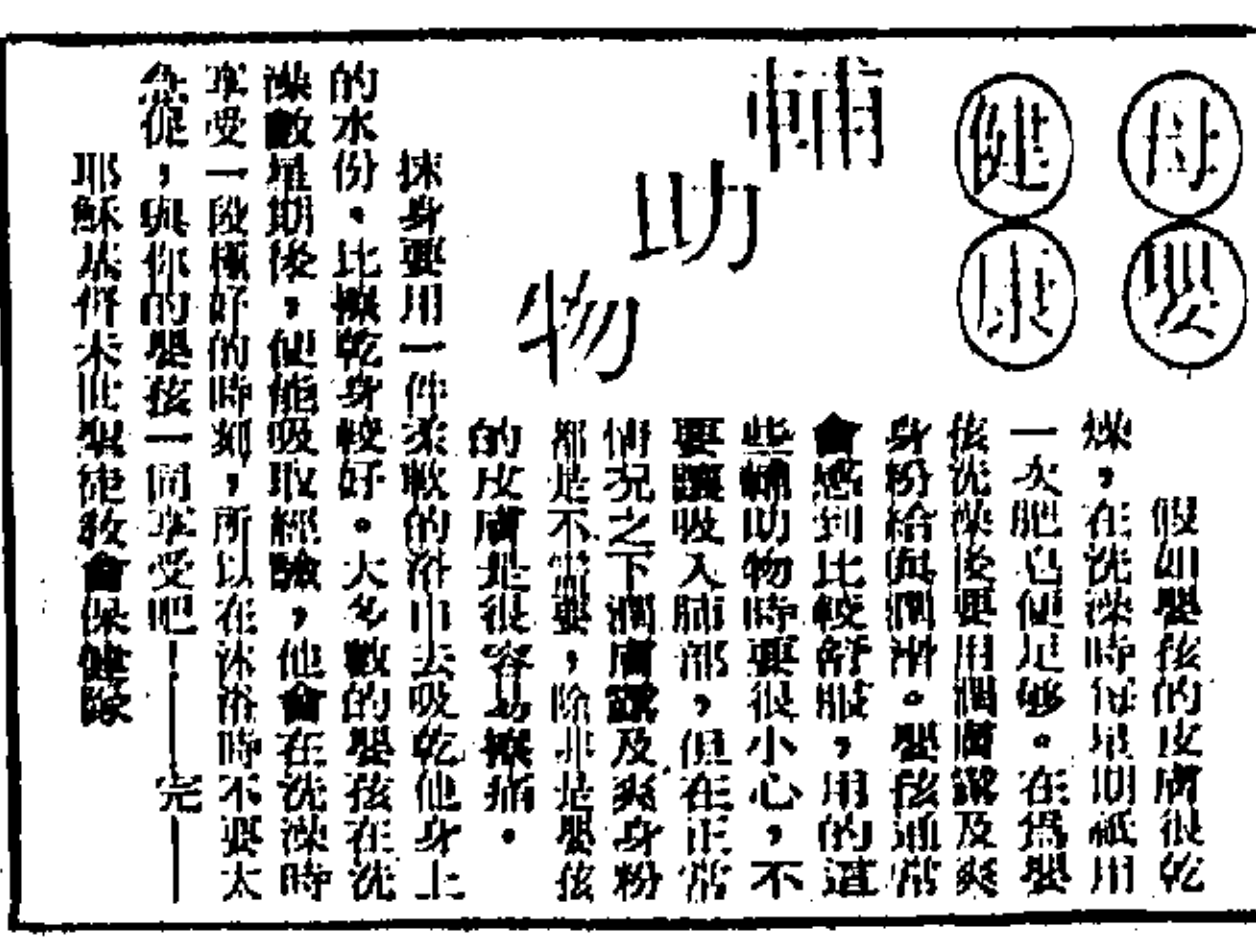 母嬰
健康
輔助物
假如嬰孩的皮膚很乾
燥，在洗澡時每星期祇用
一次肥皂便足够。在爲嬰
孩洗澡後要用潤膚露及爽
身粉給與潤滑。嬰孩通常
會感到比較舒服，用的這
些輔助物時要很小心，不
要讓吸入肺部，但在正常
情況之下潤膚露及爽身粉
都是不需要，除非是嬰孩
的皮膚是很容易擦痛。
抹身要用一件柔軟的浴巾去吸乾他身上
的水份。比擦乾身較好。大多數的嬰孩在洗
澡數星期後，便能吸取經驗，他會在洗澡時
享受一段極好的時刻，所以在沐浴時不要太
急促，與你的嬰孩一同享受吧！——完——
耶穌基督末世聖徒教會保健隊